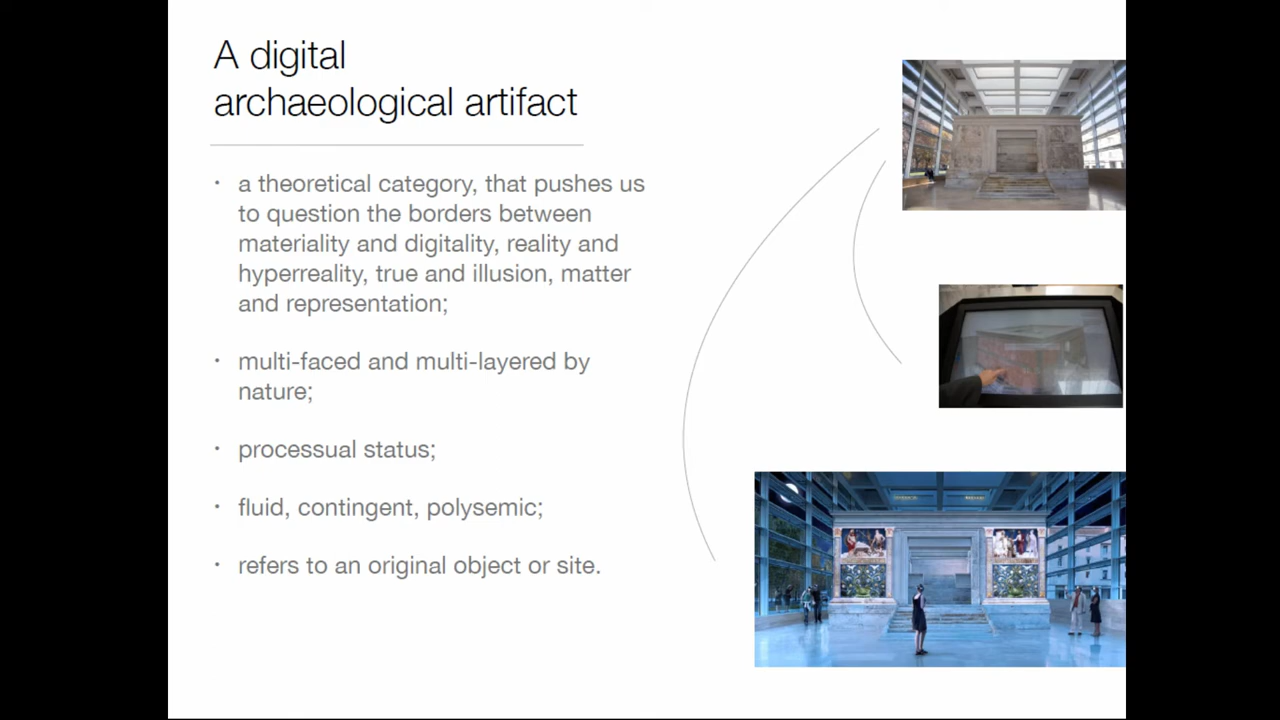 A digital
archaeological artifact
• a theoretical category, that pushes us
to question the borders between
materiality and digitality, reality and
hyperreality, true and illusion, matter
and representation;
• multi-faced and multi-layered by
nature;
• processual status;
• fluid, contingent, polysemic;
• refers to an original object or site.